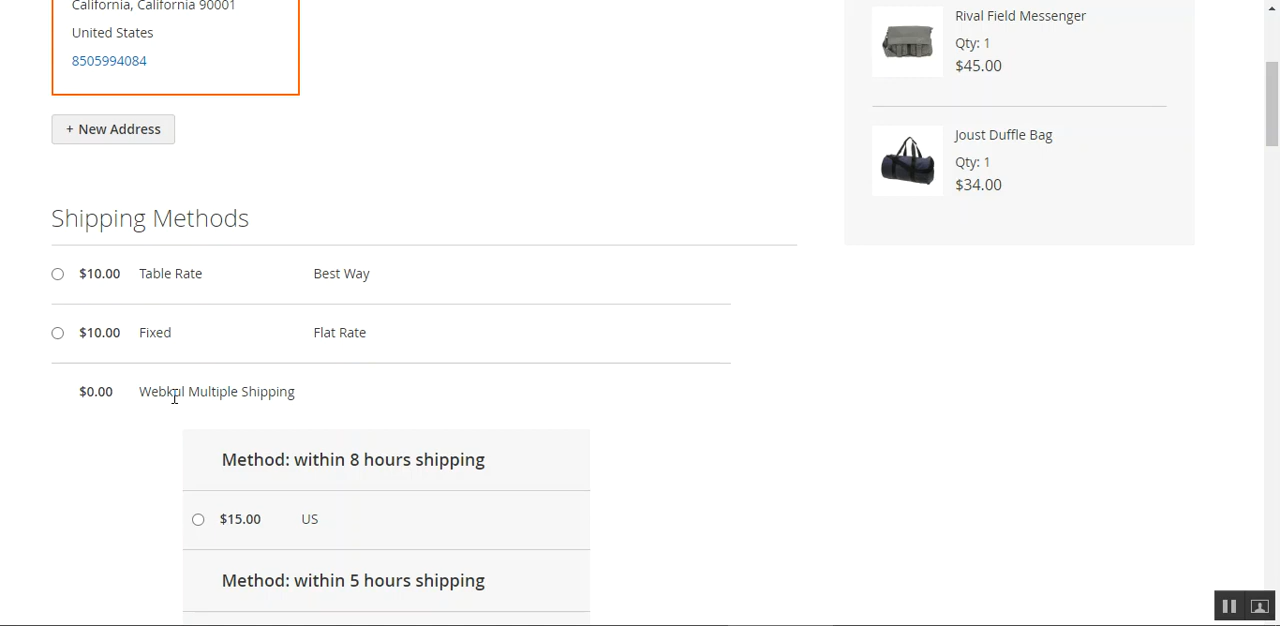 California, California 90001
United States
8505994084
+ New Address
Shipping Methods
$10.00 Table Rate Best Way
$10.00 Fixed Flat Rate
$0.00 Webkul Multiple Shipping
Method: within 8 hours shipping
$15.00 US
Method: within 5 hours shipping
Rival Field Messenger
Qty: 1
$45.00
Joust Duffle Bag
Qty: 1
$34.00